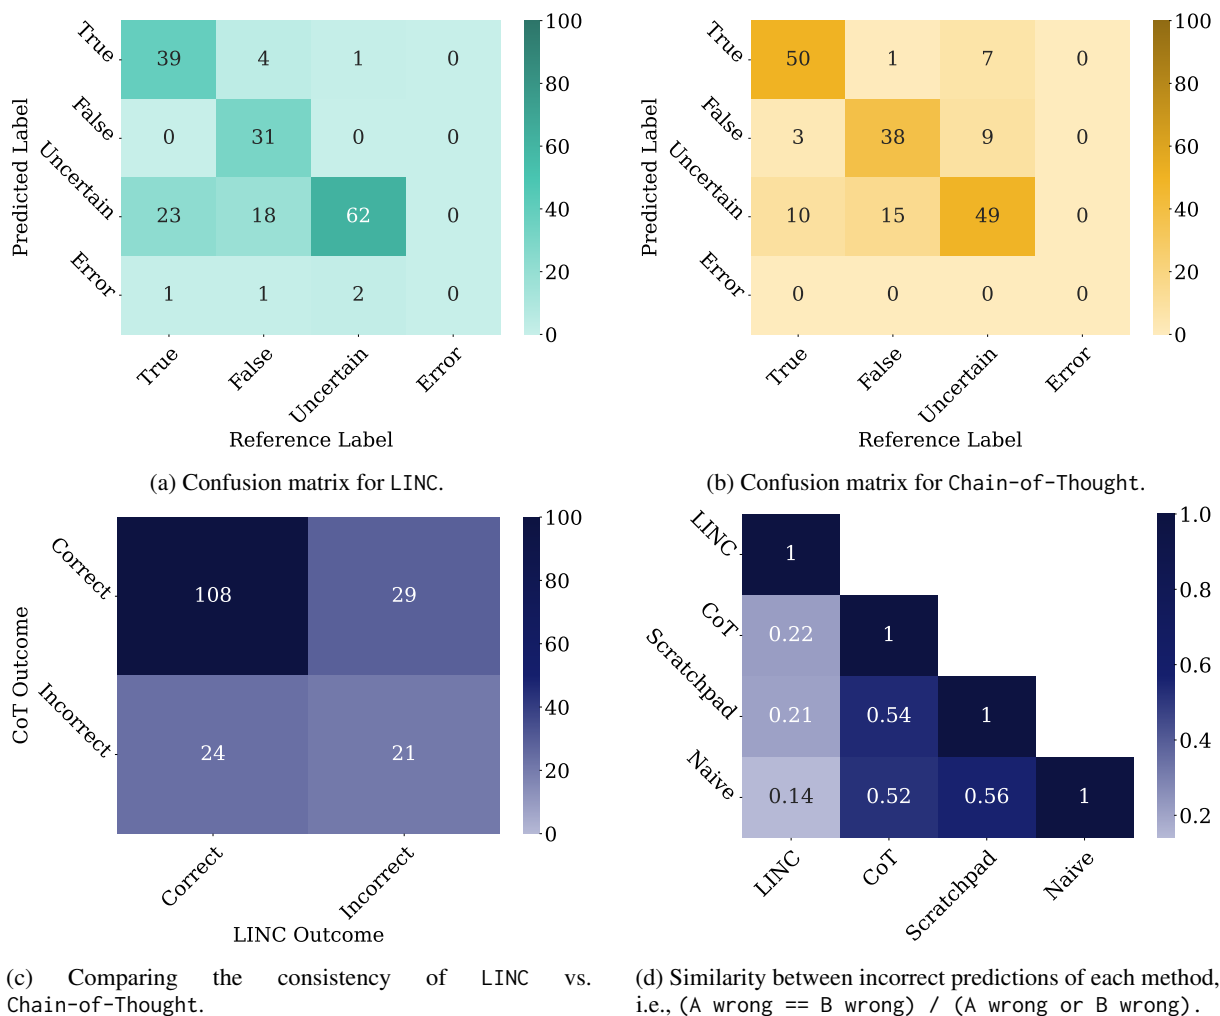 True
False
Uncertain
Error
Predicted Label
39 4 1 0
0 31 0 0
23 18 62 0
1 1 2 0
True False Uncertain Error
Reference Label
100
80
60
40
20
0
(a) Confusion matrix for LINC.
True
False
Uncertain
Error
Predicted Label
50 1 7 0
3 38 9 0
10 15 49 0
0 0 0 0
True False Uncertain Error
Reference Label
100
80
60
40
20
0
(b) Confusion matrix for Chain-of-Thought.
Correct
Incorrect
CoT Outcome
108 29
24 21
Correct Incorrect
LINC Outcome
100
80
60
40
20
0
(c) Comparing the consistency of LINC vs.
Chain-of-Thought.
LINC
CoT
Scratchpad
Naive
1
0.22 1
0.21 0.54 1
0.14 0.52 0.56 1
LINC CoT Scratchpad Naive
1.0
0.8
0.6
0.4
0.2
(d) Similarity between incorrect predictions of each method,
i.e., (A wrong == B wrong) / (A wrong or B wrong).